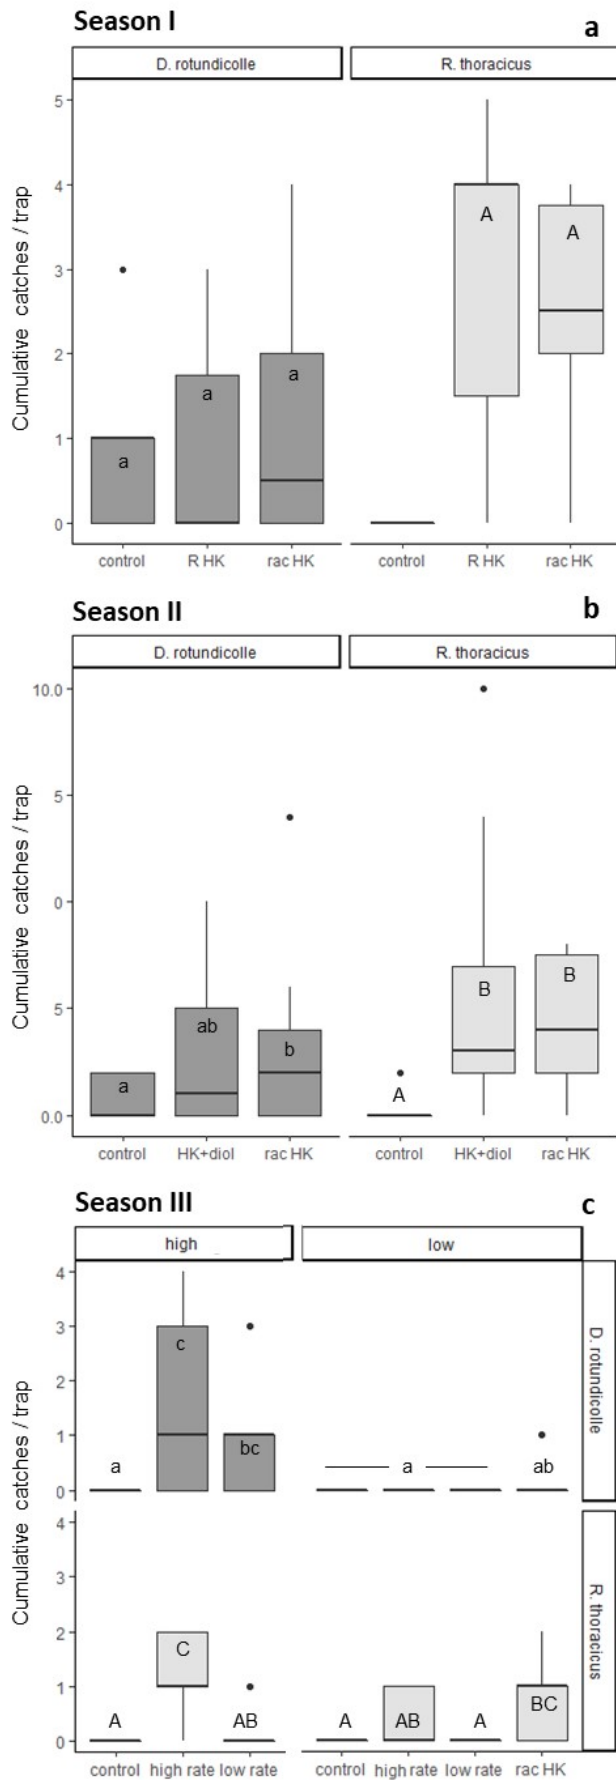 Season I a
D. rotundicolle R. thoracicus
Cumulative catches / trap
5
4
3
2
1
0
A A
a a a
control R HK rac HK control R HK rac HK
Season II b
D. rotundicolle R. thoracicus
Cumulative catches / trap
10.0
5
0
5
0.0
a ab b A B B
control HK+diol rac HK control HK+diol rac HK
Season III c
high low
D. rotundicolle
Cumulative catches / trap
4
3
2
1
0
a c bc a ab
R. thoracicus
4
3
2
1
0
A C AB A AB A BC
control high rate low rate control high rate low rate rac HK